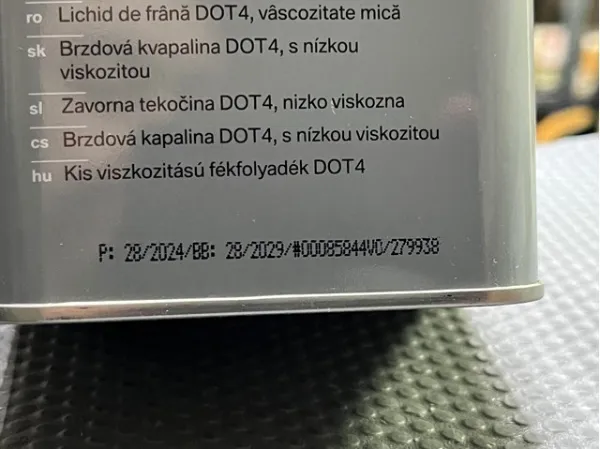 ro Lichid de frână DOT4, vâscozitate mică
sk Brzdová kvapalina DOT4, s nízkou
viskozitou
sl Zavorna tekočina DOT4, nizko viskozna
cs Brzdová kapalina DOT4, s nízkou viskozitou
hu Kis viszkozitású fékfolyadék DOT4
P: 28/2024/BB: 28/2029/#00085844V0/279938